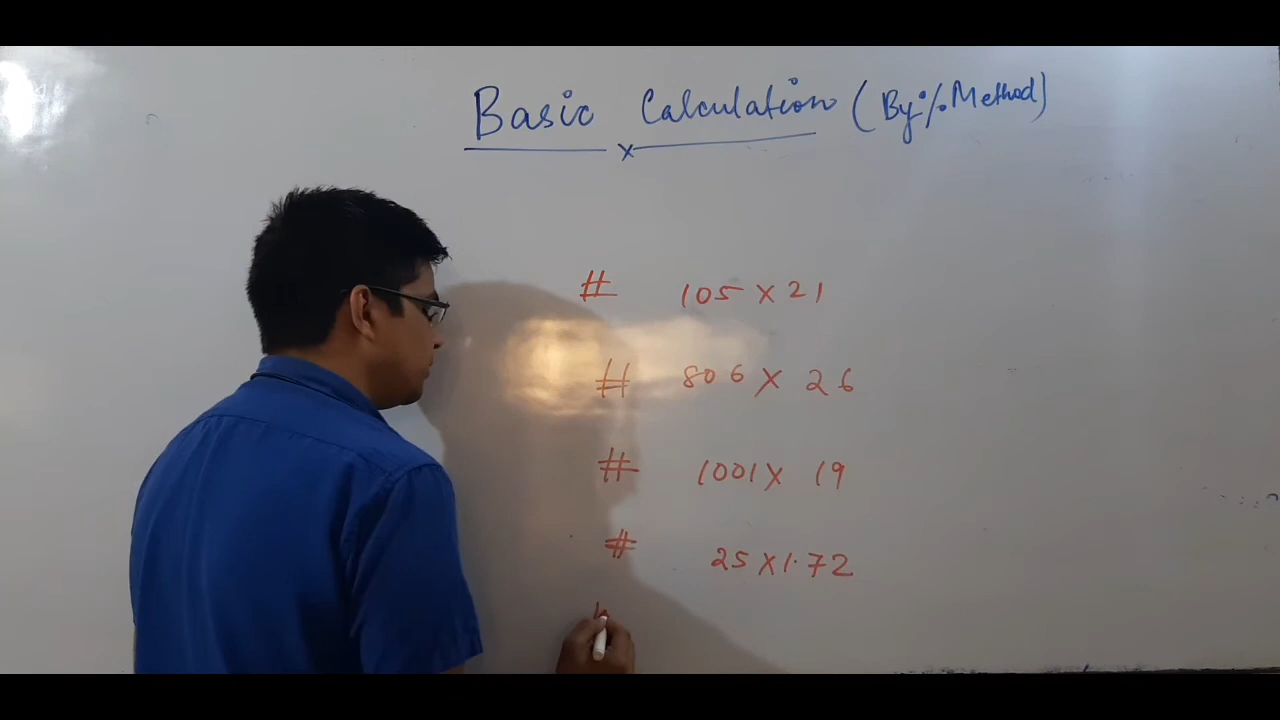 Basic Calculation (By % Method)
x
# 105 X 21
# 806 X 26
# 1001 X 19
# 25 X 1.72